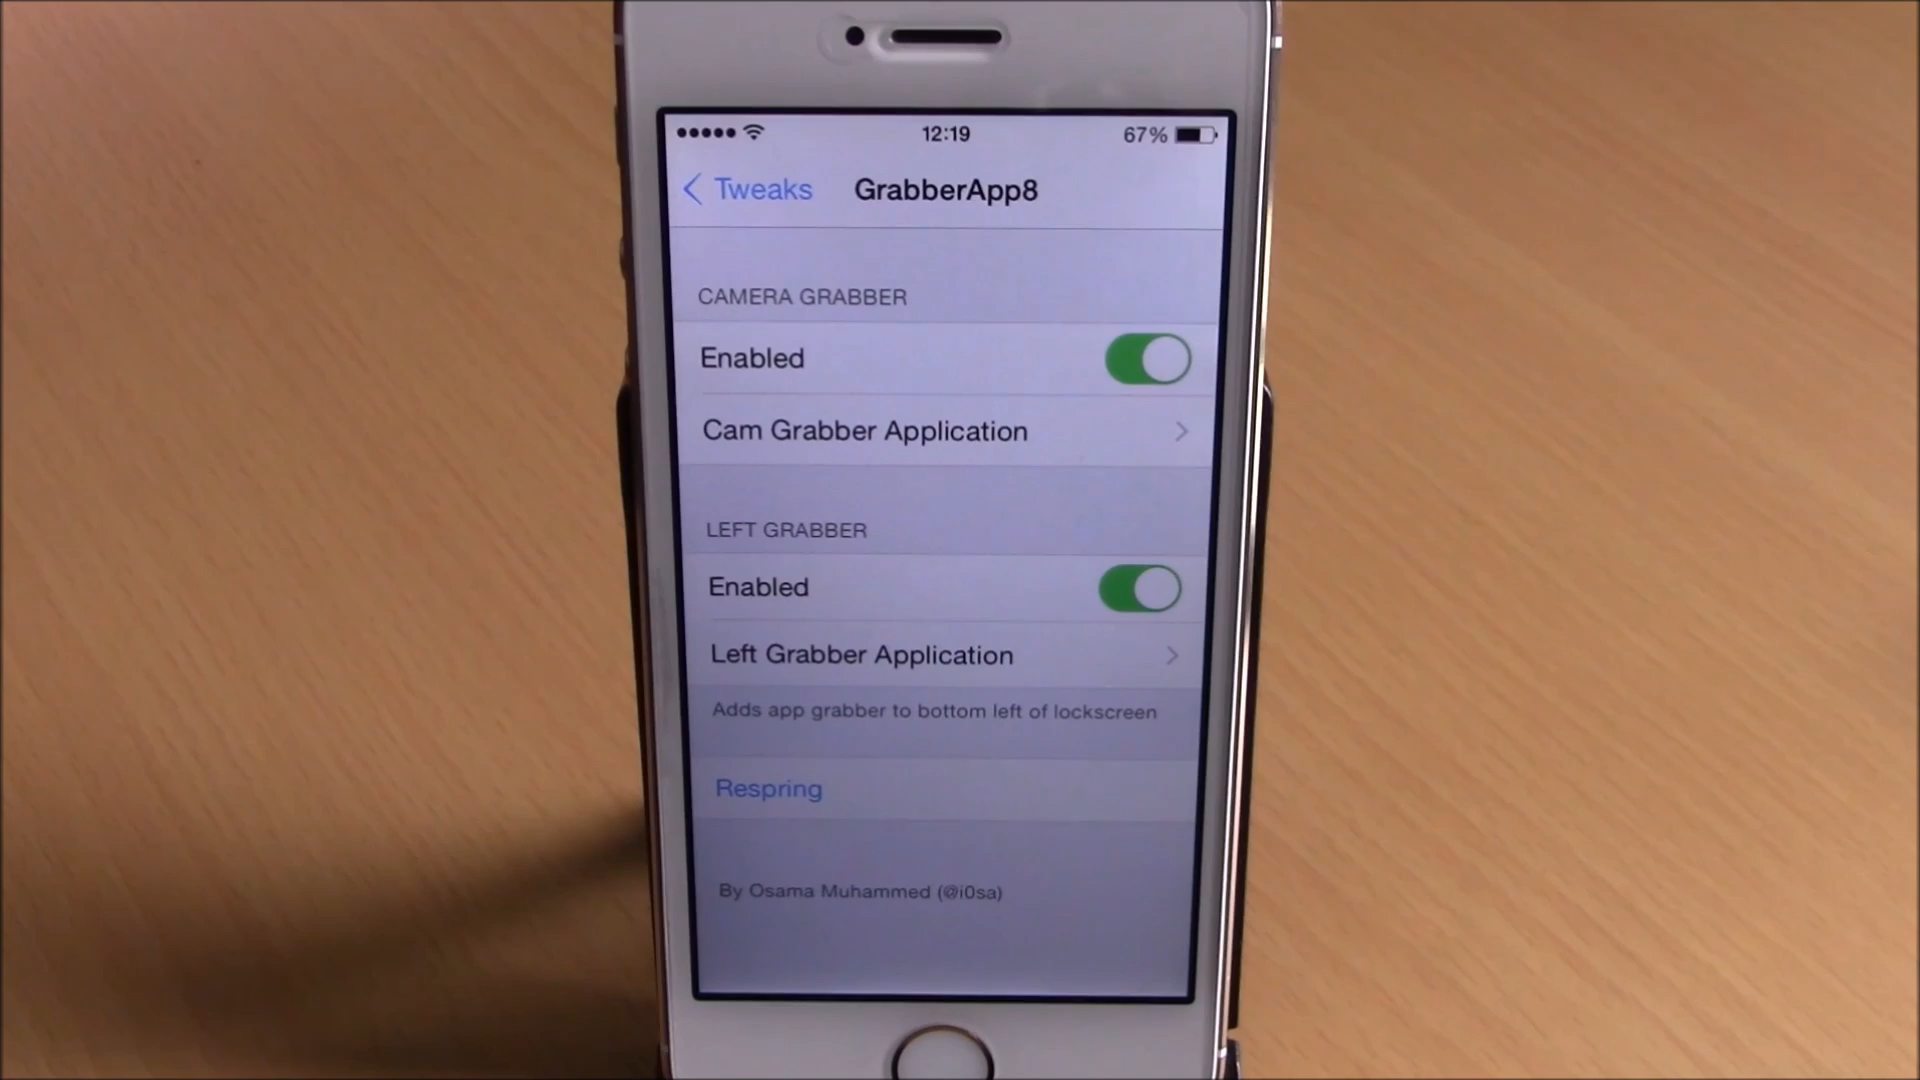 12:19 67%
Tweaks GrabberApp8
CAMERA GRABBER
Enabled
Cam Grabber Application
LEFT GRABBER
Enabled
Left Grabber Application
Adds app grabber to bottom left of lockscreen
Respring
By Osama Muhammed (@i0sa)